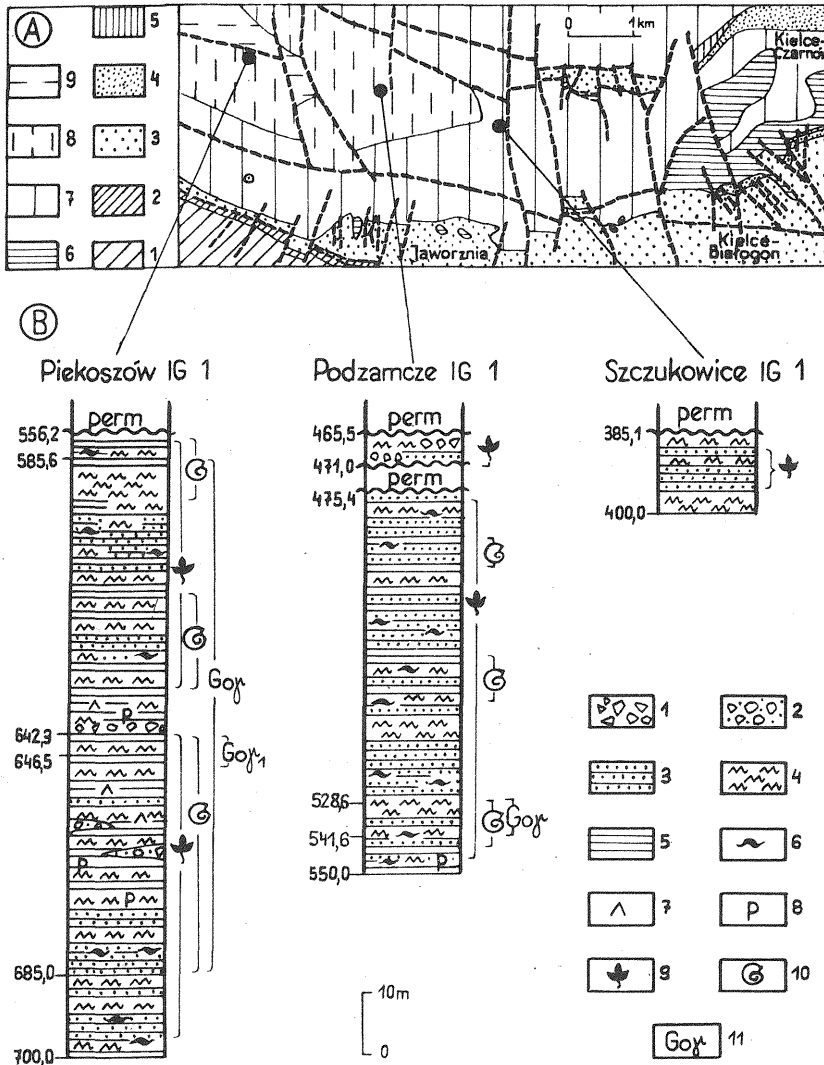 A
5
9
4
8
3
7
2
6
1
0 1 km
Kielce-
Czarnów
Jaworznia
Kielce-
Białogon
B
Piekoszów IG 1
Podzamcze IG 1
Szczukowice IG 1
perm
556,2
585,6
Goγ
p
642,3
Goγ₁
646,5
p
p
685,0
700,0
perm
465,5
471,0
perm
475,4
528,6
Goγ
541,6
p
550,0
perm
385,1
400,0
10m
0
1
2
3
4
5
6
7
p 8
9
10
Goγ 11